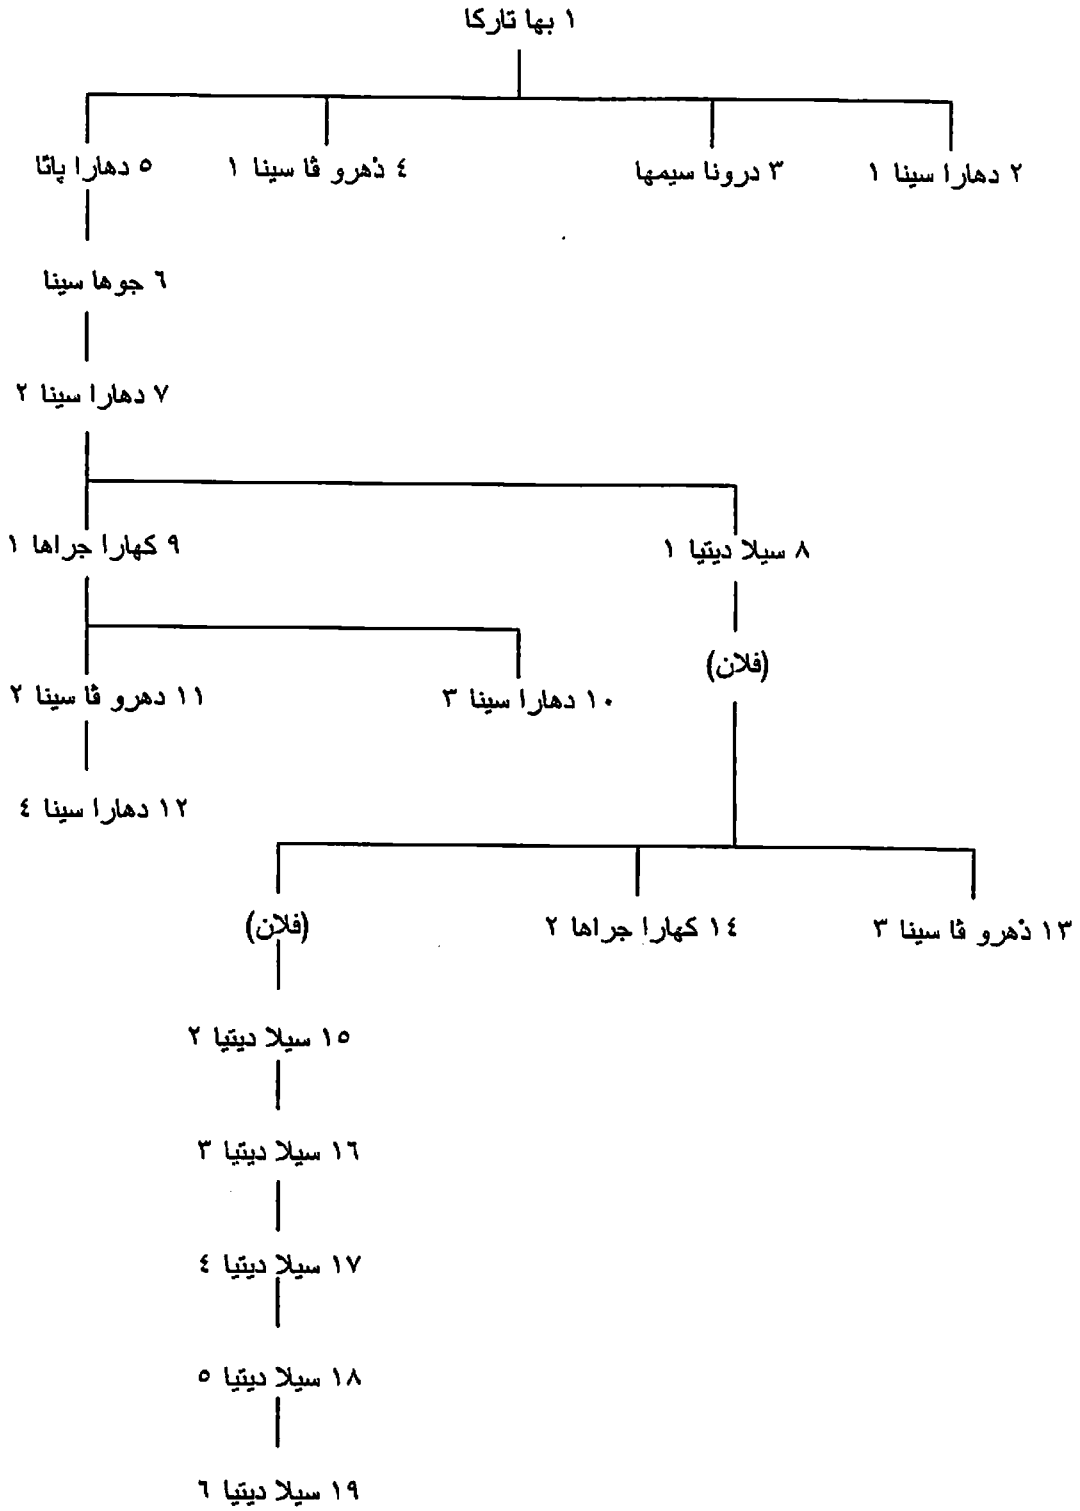 ١ بها تاركا
٢ دهارا سينا ١
٣ درونا سيمها
٤ ذهرو ڤا سينا ١
٥ دهارا پاتا
٦ جوها سينا
٧ دهارا سينا ٢
٨ سيلا ديتيا ١
٩ كهارا جراها ١
(فلان)
١٠ دهارا سينا ٣
١١ دهرو ڤا سينا ٢
١٢ دهارا سينا ٤
١٣ ذهرو ڤا سينا ٣
١٤ كهارا جراها ٢
(فلان)
١٥ سيلا ديتيا ٢
١٦ سيلا ديتيا ٣
١٧ سيلا ديتيا ٤
١٨ سيلا ديتيا ٥
١٩ سيلا ديتيا ٦